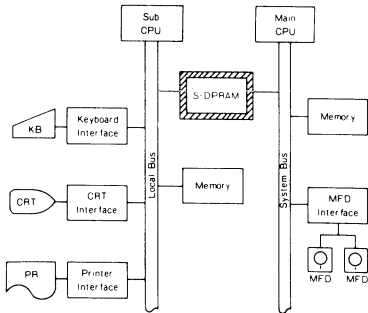 Sub
CPU
Main
CPU
S-DPRAM
KB
Keyboard
Interface
Memory
Local Bus
System Bus
CRT
CRT
Interface
Memory
MFD
Interface
PR
Printer
Interface
MFD
MFD